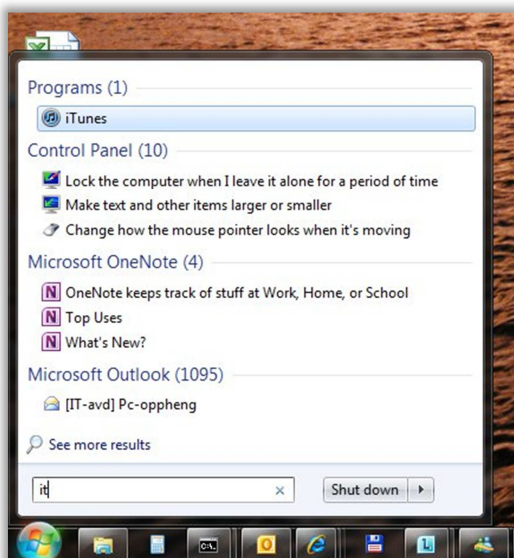 Programs (1)
iTunes
Control Panel (10)
Lock the computer when I leave it alone for a period of time
Make text and other items larger or smaller
Change how the mouse pointer looks when it's moving
Microsoft OneNote (4)
OneNote keeps track of stuff at Work, Home, or School
Top Uses
What's New?
Microsoft Outlook (1095)
[IT-avd] Pc-oppheng
See more results
it
Shut down